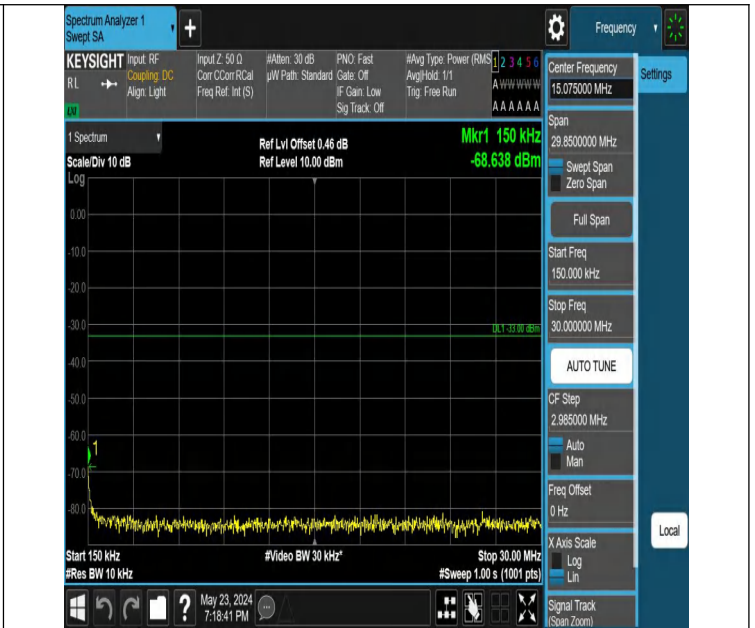 Spectrum Analyzer 1
Swept SA
+
Frequency
KEYSIGHT
RL
LXI
Input: RF
Coupling: DC
Align: Light
Input Z: 50 Ω
Corr CCorr RCal
Freq Ref: Int (S)
#Atten: 30 dB
µW Path: Standard
PNO: Fast
Gate: Off
IF Gain: Low
Sig Track: Off
#Avg Type: Power (RMS
Avg|Hold: 1/1
Trig: Free Run
1 2 3 4 5 6
A W W W W W
A A A A A A
1 Spectrum
Scale/Div 10 dB
Log
Ref Lvl Offset 0.46 dB
Ref Level 10.00 dBm
Mkr1 150 kHz
-68.638 dBm
0.00
-10.0
-20.0
-30.0
DL1 -33.00 dBm
-40.0
-50.0
-60.0
1
-70.0
-80.0
Start 150 kHz
#Res BW 10 kHz
#Video BW 30 kHz*
Stop 30.00 MHz
#Sweep 1.00 s (1001 pts)
?
May 23, 2024
7:18:41 PM
Center Frequency
15.075000 MHz
Settings
Span
29.8500000 MHz
Swept Span
Zero Span
Full Span
Start Freq
150.000 kHz
Stop Freq
30.000000 MHz
AUTO TUNE
CF Step
2.985000 MHz
Auto
Man
Freq Offset
0 Hz
Local
X Axis Scale
Log
Lin
Signal Track
(Span Zoom)